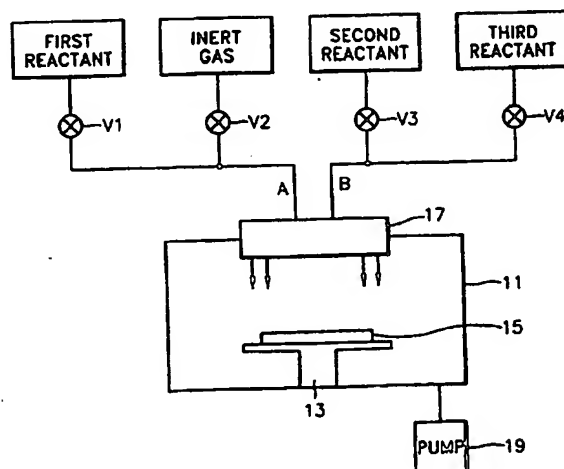 FIRST
REACTANT
INERT
GAS
SECOND
REACTANT
THIRD
REACTANT
V1
V2
V3
V4
A
B
17
11
15
13
PUMP
19